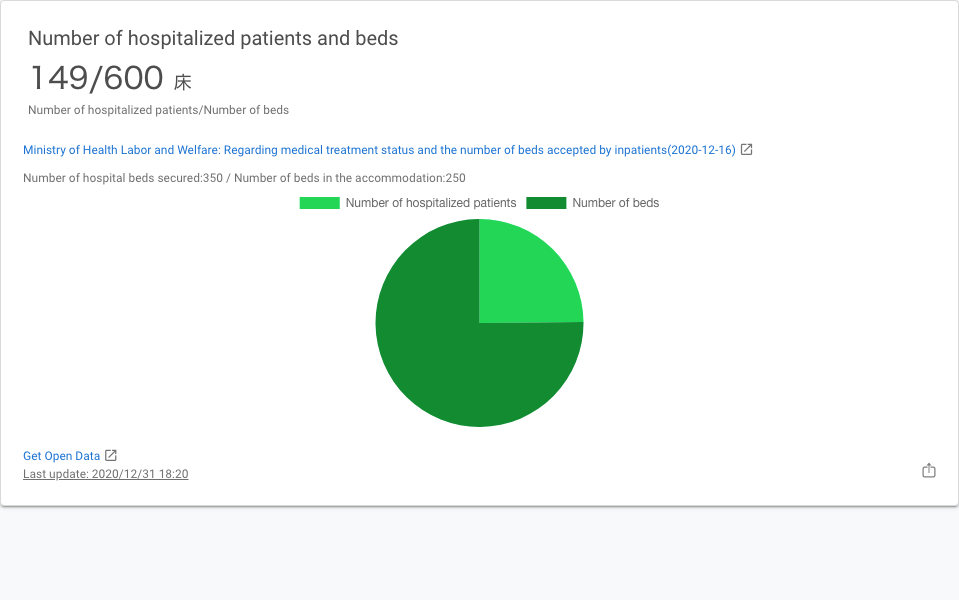 Number of hospitalized patients and beds
149/600 床
Number of hospitalized patients/Number of beds
Ministry of Health Labor and Welfare: Regarding medical treatment status and the number of beds accepted by inpatients(2020-12-16)
Number of hospital beds secured:350 / Number of beds in the accommodation:250
Number of hospitalized patients Number of beds
Get Open Data
Last update: 2020/12/31 18:20